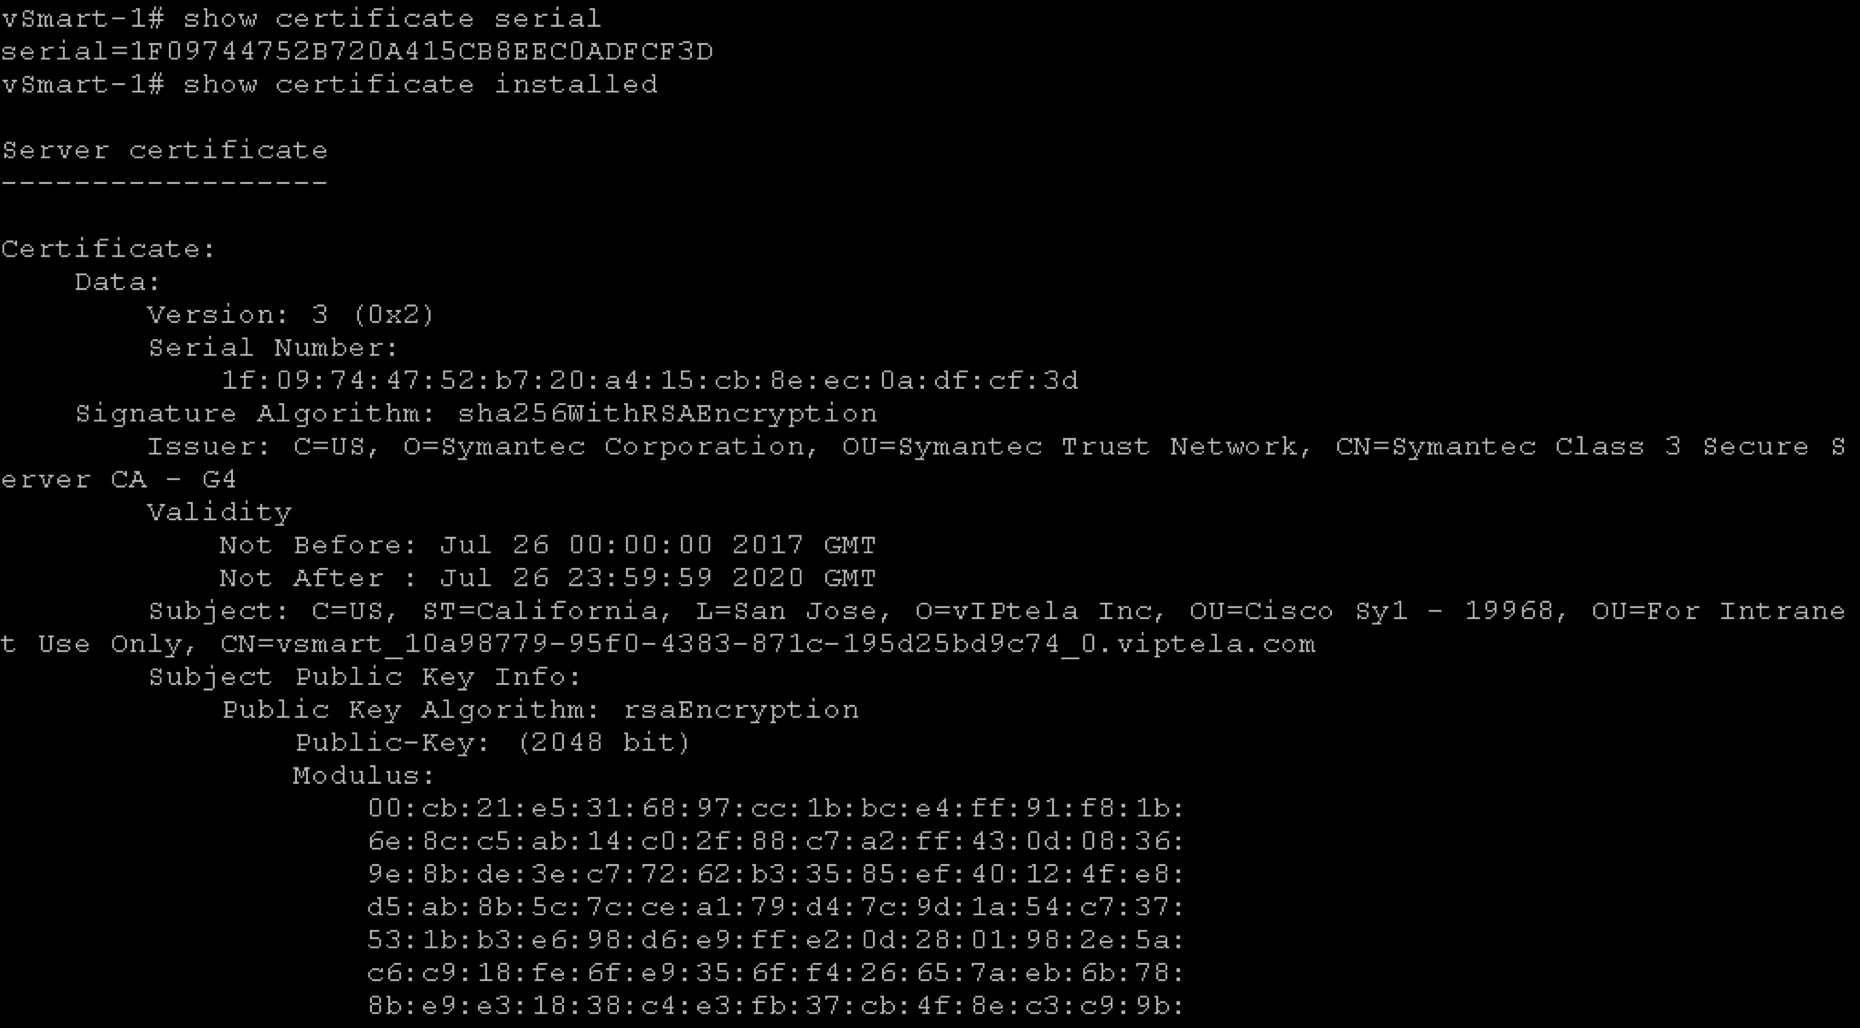 vSmart-1# show certificate serial
serial=1F09744752B720A415CB8EEC0ADFCF3D
vSmart-1# show certificate installed
Server certificate
------------------
Certificate:
    Data:
        Version: 3 (0x2)
        Serial Number:
            1f:09:74:47:52:b7:20:a4:15:cb:8e:ec:0a:df:cf:3d
    Signature Algorithm: sha256WithRSAEncryption
        Issuer: C=US, O=Symantec Corporation, OU=Symantec Trust Network, CN=Symantec Class 3 Secure S
erver CA - G4
        Validity
            Not Before: Jul 26 00:00:00 2017 GMT
            Not After : Jul 26 23:59:59 2020 GMT
        Subject: C=US, ST=California, L=San Jose, O=vIPtela Inc, OU=Cisco Sy1 - 19968, OU=For Intrane
t Use Only, CN=vsmart_10a98779-95f0-4383-871c-195d25bd9c74_0.viptela.com
        Subject Public Key Info:
            Public Key Algorithm: rsaEncryption
                Public-Key: (2048 bit)
                Modulus:
                    00:cb:21:e5:31:68:97:cc:1b:bc:e4:ff:91:f8:1b:
                    6e:8c:c5:ab:14:c0:2f:88:c7:a2:ff:43:0d:08:36:
                    9e:8b:de:3e:c7:72:62:b3:35:85:ef:40:12:4f:e8:
                    d5:ab:8b:5c:7c:ce:a1:79:d4:7c:9d:1a:54:c7:37:
                    53:1b:b3:e6:98:d6:e9:ff:e2:0d:28:01:98:2e:5a:
                    c6:c9:18:fe:6f:e9:35:6f:f4:26:65:7a:eb:6b:78:
                    8b:e9:e3:18:38:c4:e3:fb:37:cb:4f:8e:c3:c9:9b: